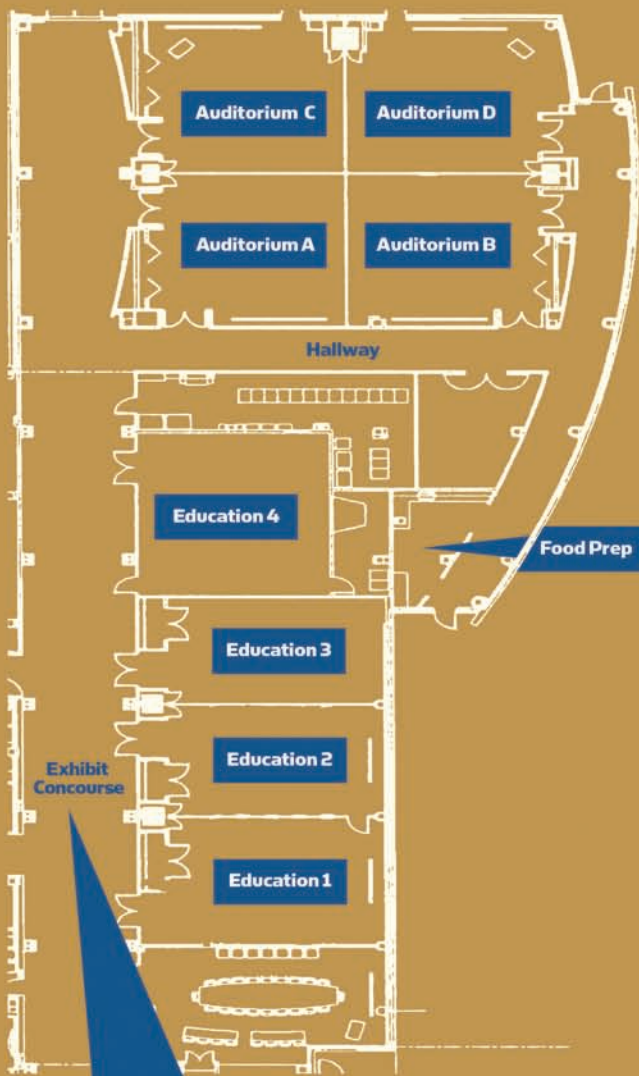 Auditorium C
Auditorium D
Auditorium A
Auditorium B
Hallway
Education 4
Food Prep
Education 3
Education 2
Exhibit
Concourse
Education 1